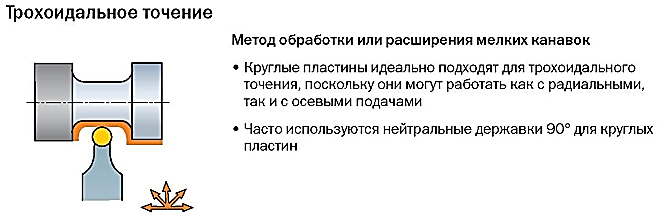 Трохоидальное точение
Метод обработки или расширения мелких канавок
• Круглые пластины идеально подходят для трохоидального
точения, поскольку они могут работать как с радиальными,
так и с осевыми подачами
• Часто используются нейтральные державки 90° для круглых
пластин